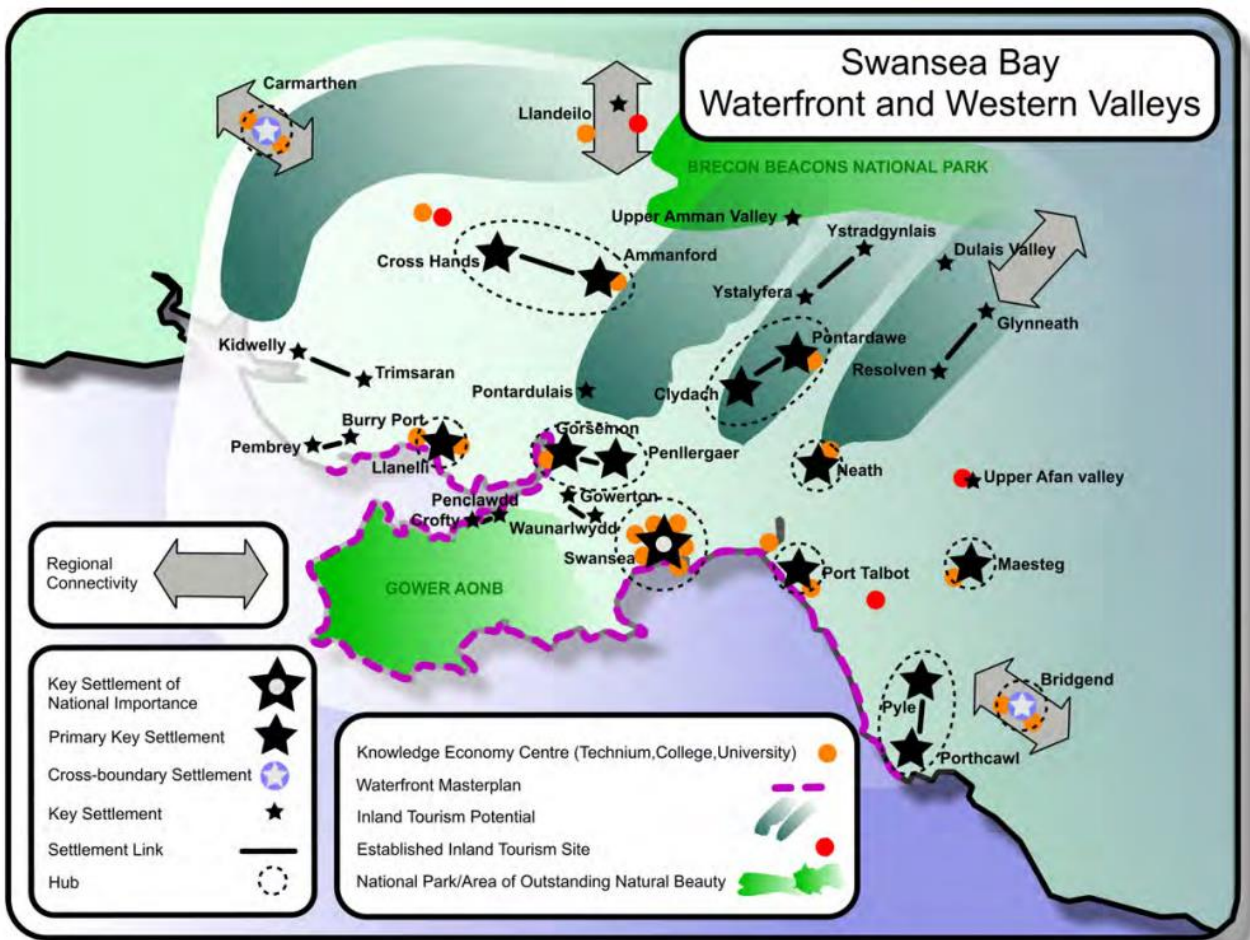 Swansea Bay
Waterfront and Western Valleys
Carmarthen
Llandeilo
BRECON BEACONS NATIONAL PARK
Upper Amman Valley
Ystradgynlais
Cross Hands
Ammanford
Dulais Valley
Ystalyfera
Glynneath
Kidwelly
Pontardawe
Trimsaran
Resolven
Pontardulais
Clydach
Burry Port
Gorseinon
Pembrey
Penllergaer
Llanelli
Neath
Upper Afan valley
Penclawdd
Gowerton
Crofty
Waunarlwydd
Swansea
Port Talbot
Maesteg
GOWER AONB
Bridgend
Pyle
Porthcawl
Regional
Connectivity
Key Settlement of
National Importance
Primary Key Settlement
Cross-boundary Settlement
Key Settlement
Settlement Link
Hub
Knowledge Economy Centre (Technium,College,University)
Waterfront Masterplan
Inland Tourism Potential
Established Inland Tourism Site
National Park/Area of Outstanding Natural Beauty